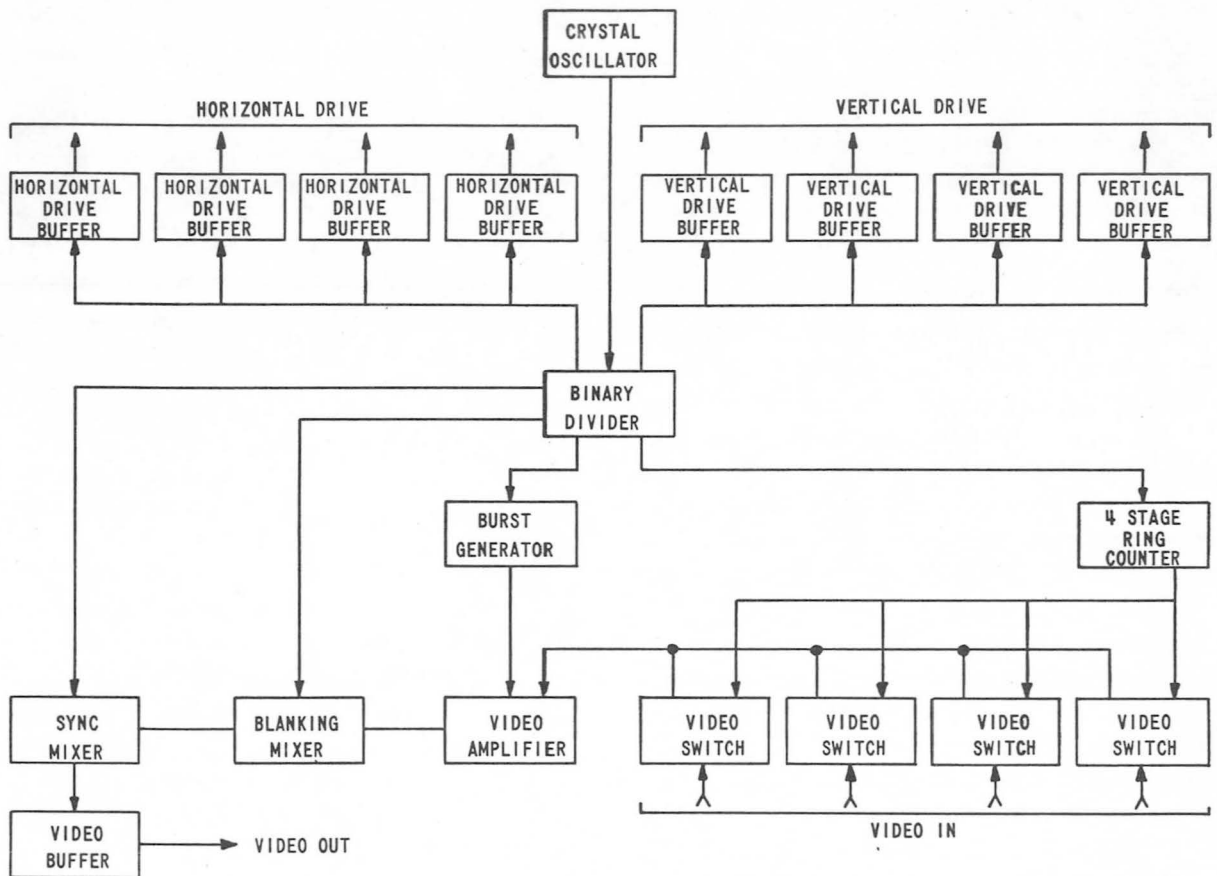 CRYSTAL
OSCILLATOR
HORIZONTAL DRIVE
VERTICAL DRIVE
HORIZONTAL
DRIVE
BUFFER
HORIZONTAL
DRIVE
BUFFER
HORIZONTAL
DRIVE
BUFFER
HORIZONTAL
DRIVE
BUFFER
VERTICAL
DRIVE
BUFFER
VERTICAL
DRIVE
BUFFER
VERTICAL
DRIVE
BUFFER
VERTICAL
DRIVE
BUFFER
BINARY
DIVIDER
BURST
GENERATOR
4 STAGE
RING
COUNTER
SYNC
MIXER
BLANKING
MIXER
VIDEO
AMPLIFIER
VIDEO
SWITCH
VIDEO
SWITCH
VIDEO
SWITCH
VIDEO
SWITCH
VIDEO
BUFFER
VIDEO OUT
VIDEO IN